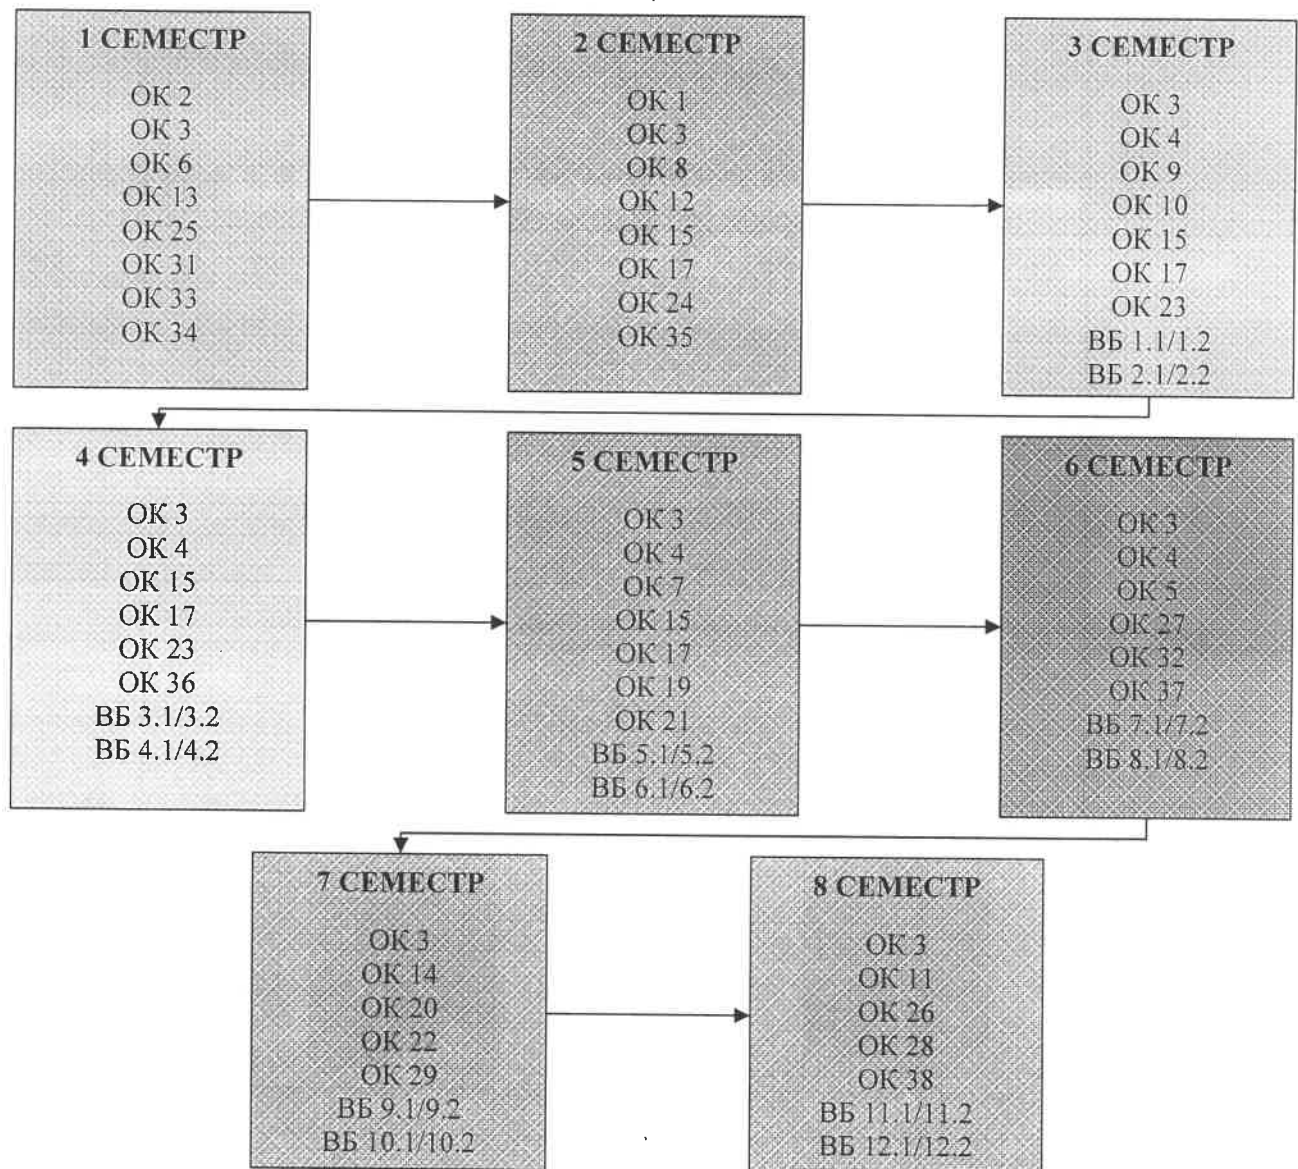 1 СЕМЕСТР
ОК 2
ОК 3
ОК 6
ОК 13
ОК 25
ОК 31
ОК 33
ОК 34
2 СЕМЕСТР
ОК 1
ОК 3
ОК 8
ОК 12
ОК 15
ОК 17
ОК 24
ОК 35
3 СЕМЕСТР
ОК 3
ОК 4
ОК 9
ОК 10
ОК 15
ОК 17
ОК 23
ВБ 1.1/1.2
ВБ 2.1/2.2
4 СЕМЕСТР
ОК 3
ОК 4
ОК 15
ОК 17
ОК 23
ОК 36
ВБ 3.1/3.2
ВБ 4.1/4.2
5 СЕМЕСТР
ОК 3
ОК 4
ОК 7
ОК 15
ОК 17
ОК 19
ОК 21
ВБ 5.1/5.2
ВБ 6.1/6.2
6 СЕМЕСТР
ОК 3
ОК 4
ОК 5
ОК 27
ОК 32
ОК 37
ВБ 7.1/7.2
ВБ 8.1/8.2
7 СЕМЕСТР
ОК 3
ОК 14
ОК 20
ОК 22
ОК 29
ВБ 9.1/9.2
ВБ 10.1/10.2
8 СЕМЕСТР
ОК 3
ОК 11
ОК 26
ОК 28
ОК 38
ВБ 11.1/11.2
ВБ 12.1/12.2